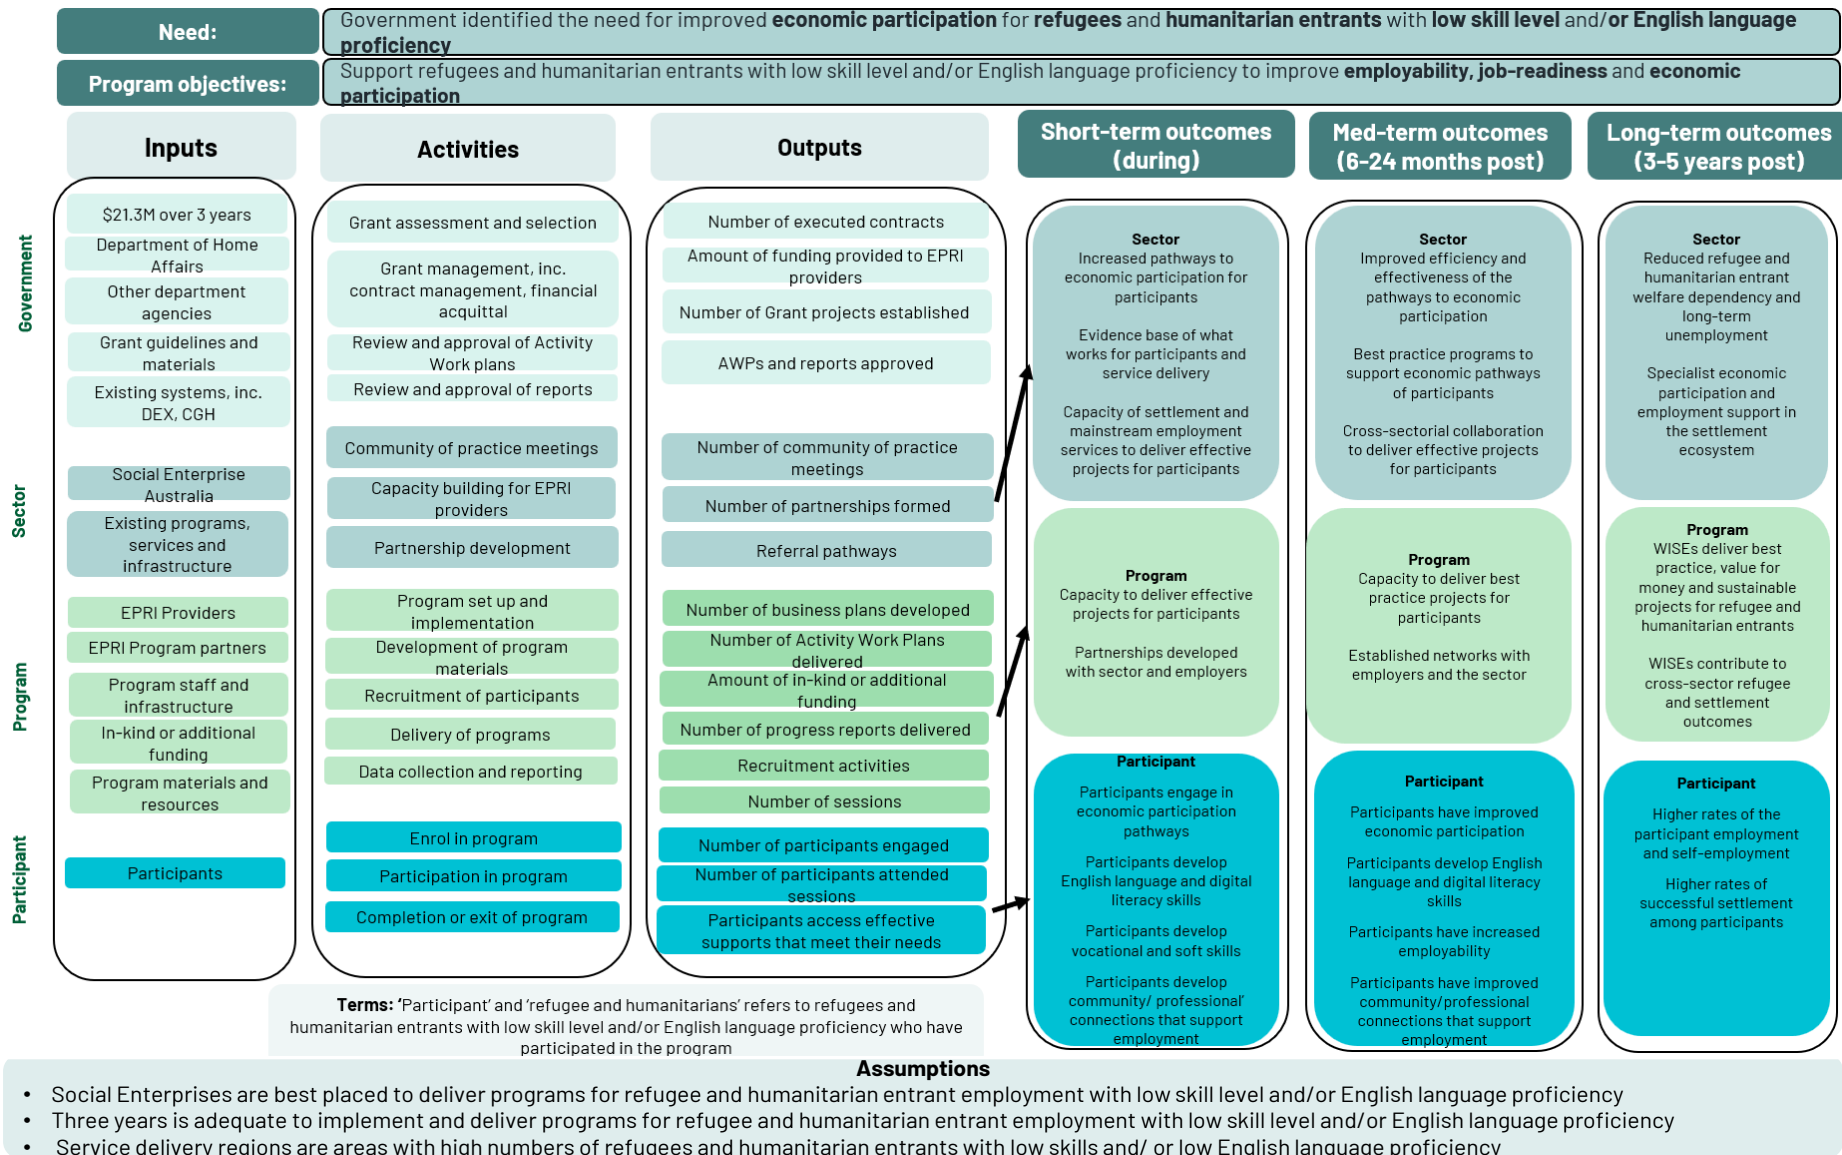 Need:
Government identified the need for improved economic participation for refugees and humanitarian entrants with low skill level and/or English language
proficiency
Program objectives:
Support refugees and humanitarian entrants with low skill level and/or English language proficiency to improve employability, job-readiness and economic
participation
Inputs
Activities
Outputs
Short-term outcomes
(during)
Med-term outcomes
(6-24 months post)
Long-term outcomes
(3-5 years post)
Government
Sector
Program
Participant
$21.3M over 3 years
Department of Home
Affairs
Other department
agencies
Grant guidelines and
materials
Existing systems, inc.
DEX, CGH
Social Enterprise
Australia
Existing programs,
services and
infrastructure
EPRI Providers
EPRI Program partners
Program staff and
infrastructure
In-kind or additional
funding
Program materials and
resources
Participants
Grant assessment and selection
Grant management, inc.
contract management, financial
acquittal
Review and approval of Activity
Work plans
Review and approval of reports
Community of practice meetings
Capacity building for EPRI
providers
Partnership development
Program set up and
implementation
Development of program
materials
Recruitment of participants
Delivery of programs
Data collection and reporting
Enrol in program
Participation in program
Completion or exit of program
Number of executed contracts
Amount of funding provided to EPRI
providers
Number of Grant projects established
AWPs and reports approved
Number of community of practice
meetings
Number of partnerships formed
Referral pathways
Number of business plans developed
Number of Activity Work Plans
delivered
Amount of in-kind or additional
funding
Number of progress reports delivered
Recruitment activities
Number of sessions
Number of participants engaged
Number of participants attended
sessions
Participants access effective
supports that meet their needs
Sector
Increased pathways to
economic participation for
participants
Evidence base of what
works for participants and
service delivery
Capacity of settlement and
mainstream employment
services to deliver effective
projects for participants
Program
Capacity to deliver effective
projects for participants
Partnerships developed
with sector and employers
Participant
Participants engage in
economic participation
pathways
Participants develop
English language and digital
literacy skills
Participants develop
vocational and soft skills
Participants develop
community/ professional'
connections that support
employment
Sector
Improved efficiency and
effectiveness of the
pathways to economic
participation
Best practice programs to
support economic pathways
of participants
Cross-sectorial collaboration
to deliver effective projects
for participants
Program
Capacity to deliver best
practice projects for
participants
Established networks with
employers and the sector
Participant
Participants have improved
economic participation
Participants develop English
language and digital literacy
skills
Participants have increased
employability
Participants have improved
community/professional
connections that support
employment
Sector
Reduced refugee and
humanitarian entrant
welfare dependency and
long-term
unemployment
Specialist economic
participation and
employment support in
the settlement
ecosystem
Program
WISEs deliver best
practice, value for
money and sustainable
projects for refugee and
humanitarian entrants
WISEs contribute to
cross-sector refugee
and settlement
outcomes
Participant
Higher rates of the
participant employment
and self-employment
Higher rates of
successful settlement
among participants
Terms: ‘Participant’ and ‘refugee and humanitarians’ refers to refugees and
humanitarian entrants with low skill level and/or English language proficiency who have
participated in the program
Assumptions
• Social Enterprises are best placed to deliver programs for refugee and humanitarian entrant employment with low skill level and/or English language proficiency
• Three years is adequate to implement and deliver programs for refugee and humanitarian entrant employment with low skill level and/or English language proficiency
• Service delivery regions are areas with high numbers of refugees and humanitarian entrants with low skills and/ or low English language proficiency